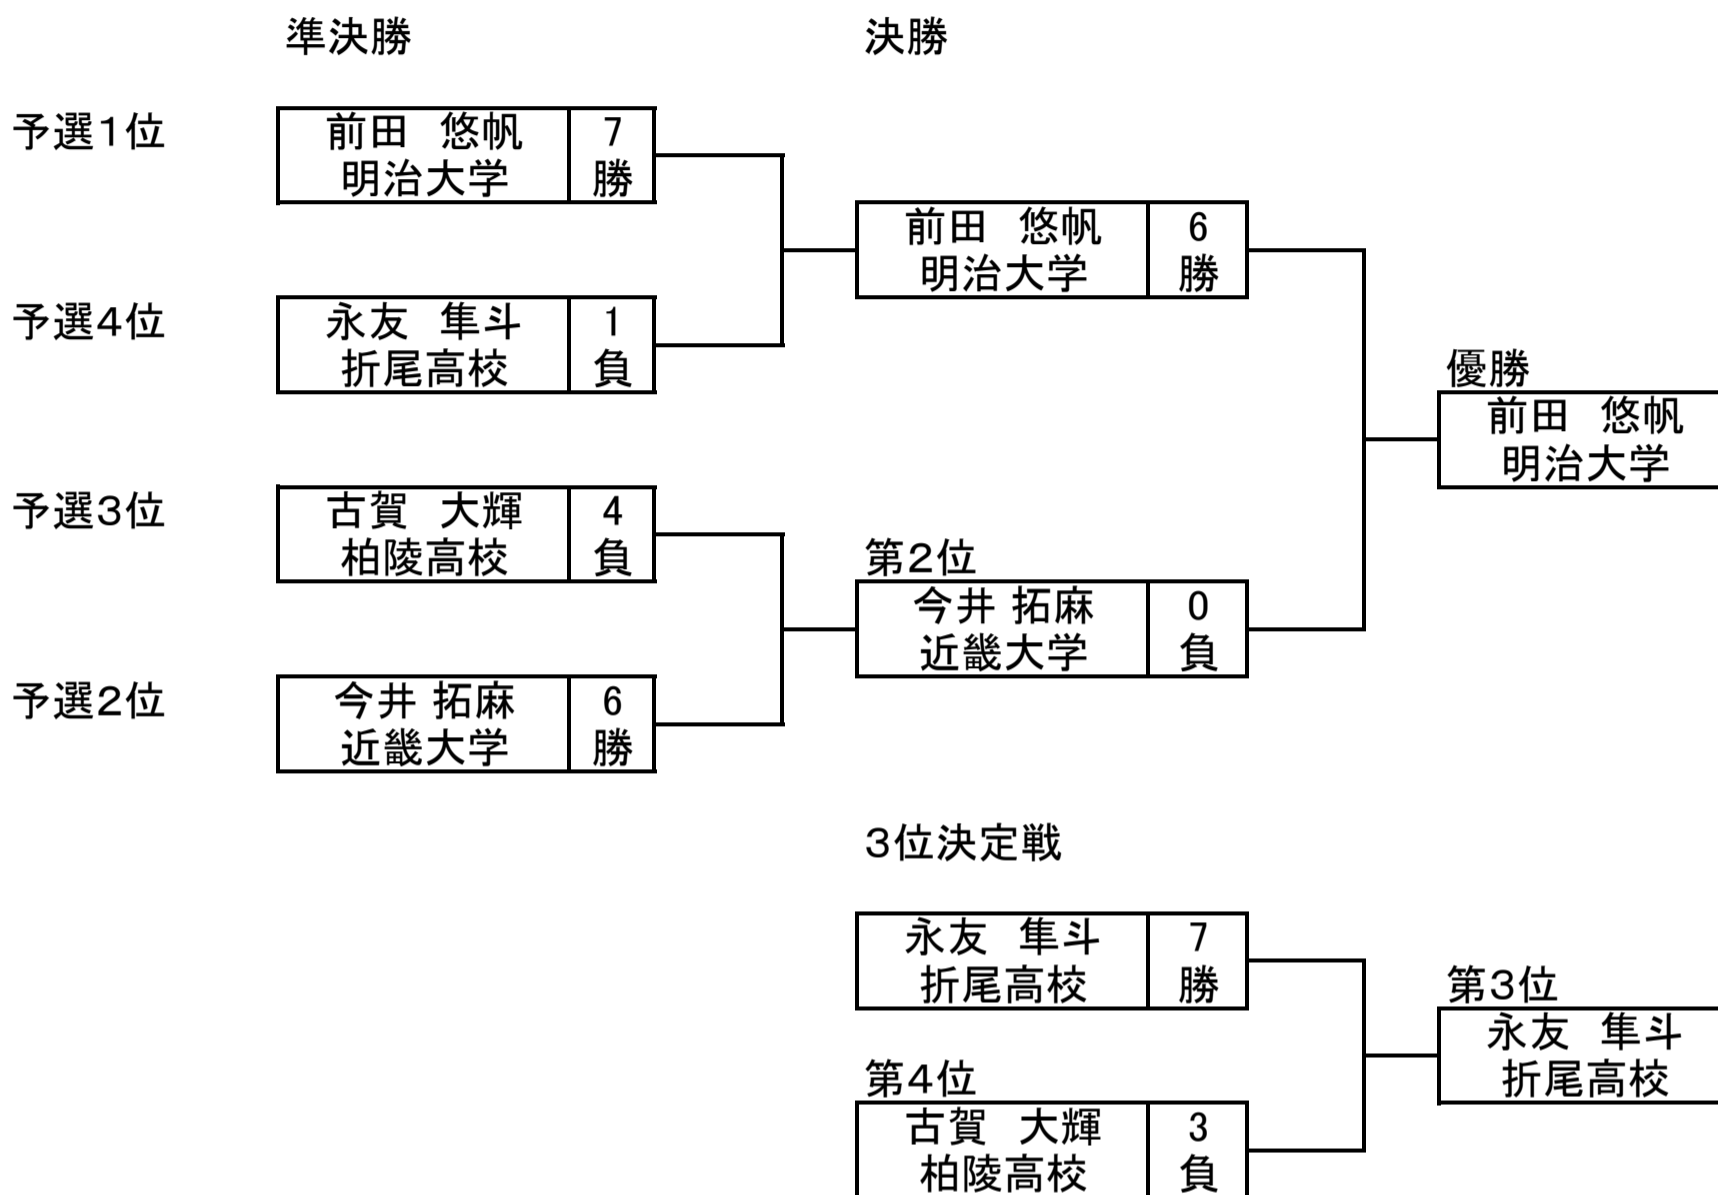 準決勝
決勝
予選1位
前田　悠帆
7
明治大学
勝
前田　悠帆
6
明治大学
勝
予選4位
永友　隼斗
1
折尾高校
負
優勝
前田　悠帆
明治大学
予選3位
古賀　大輝
4
柏陵高校
負
第2位
今井 拓麻
0
近畿大学
負
予選2位
今井 拓麻
6
近畿大学
勝
3位決定戦
永友　隼斗
7
折尾高校
勝
第3位
永友　隼斗
折尾高校
第4位
古賀　大輝
3
柏陵高校
負